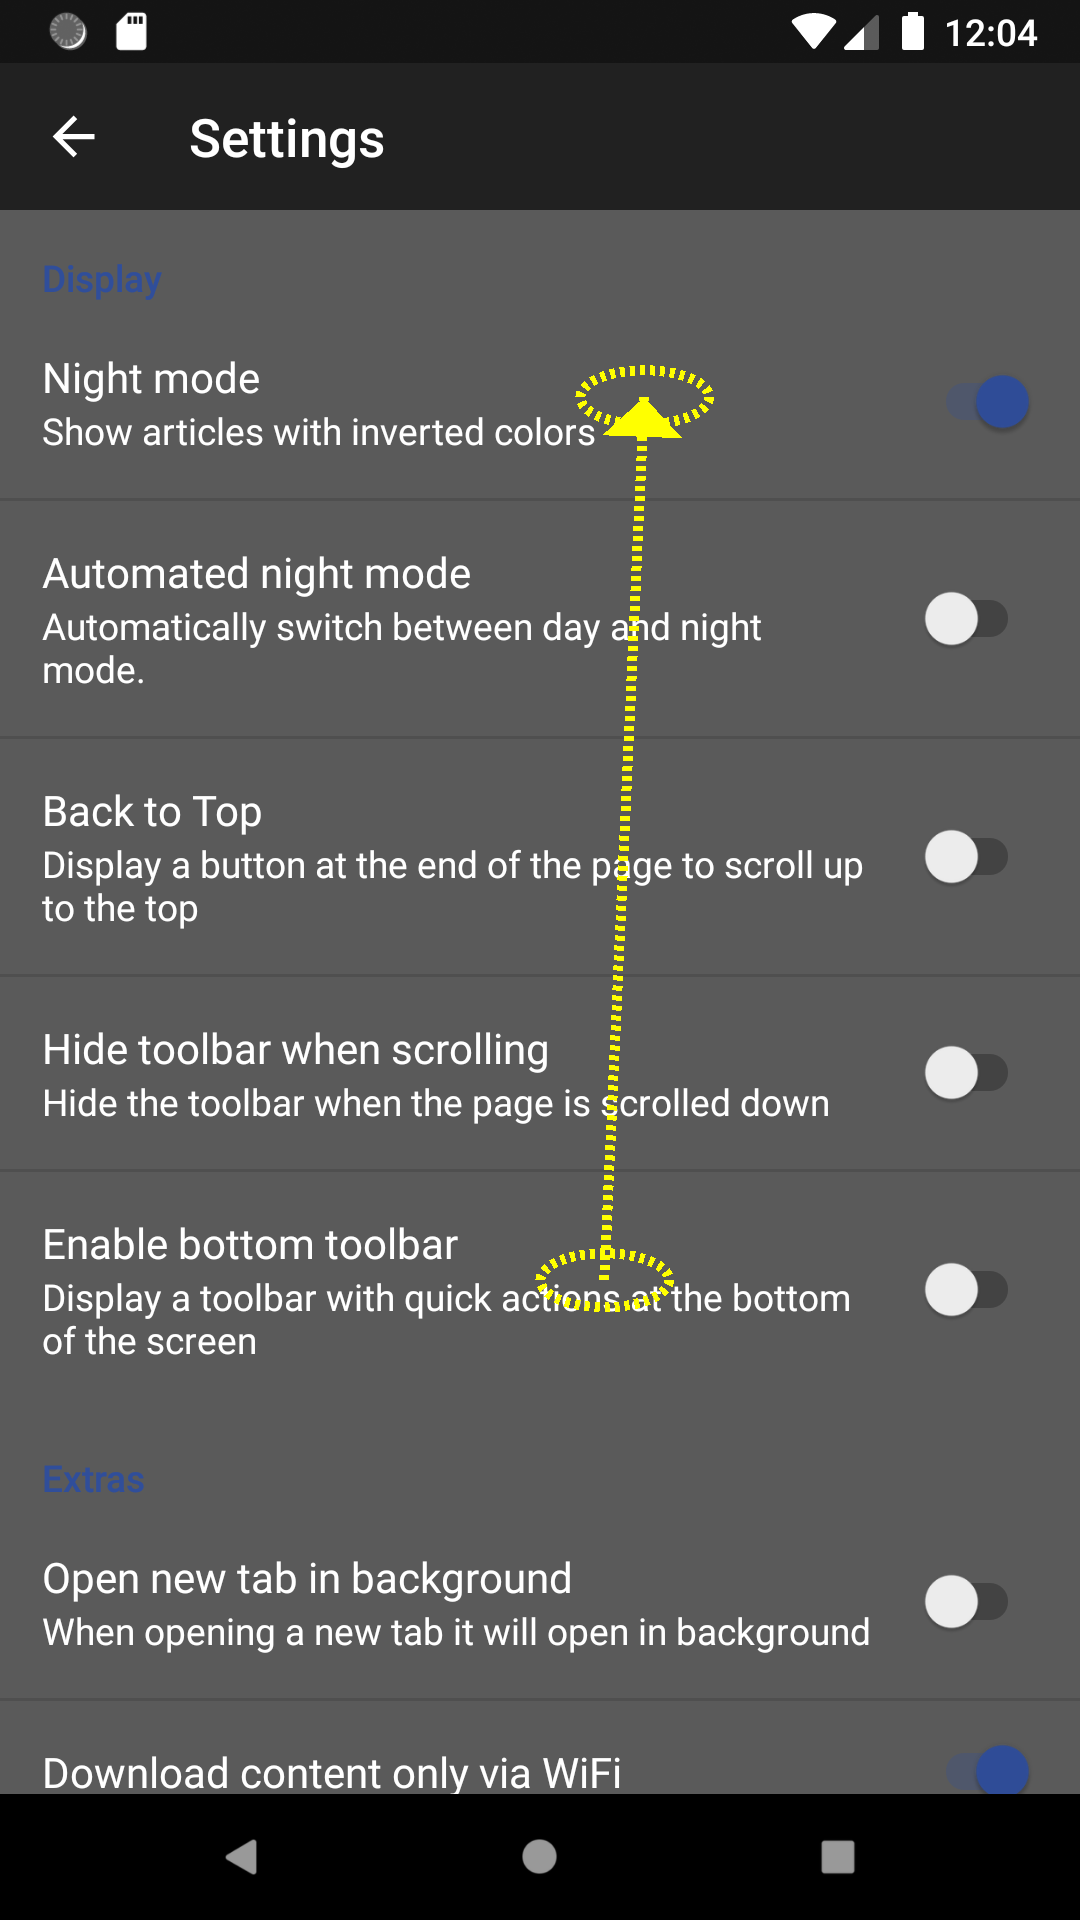 12:04
Settings
Display
Night mode
Show articles with inverted colors
Automated night mode
Automatically switch between day and night
mode.
Back to Top
Display a button at the end of the page to scroll up
to the top
Hide toolbar when scrolling
Hide the toolbar when the page is scrolled down
Enable bottom toolbar
Display a toolbar with quick actions at the bottom
of the screen
Extras
Open new tab in background
When opening a new tab it will open in background
Download content only via WiFi